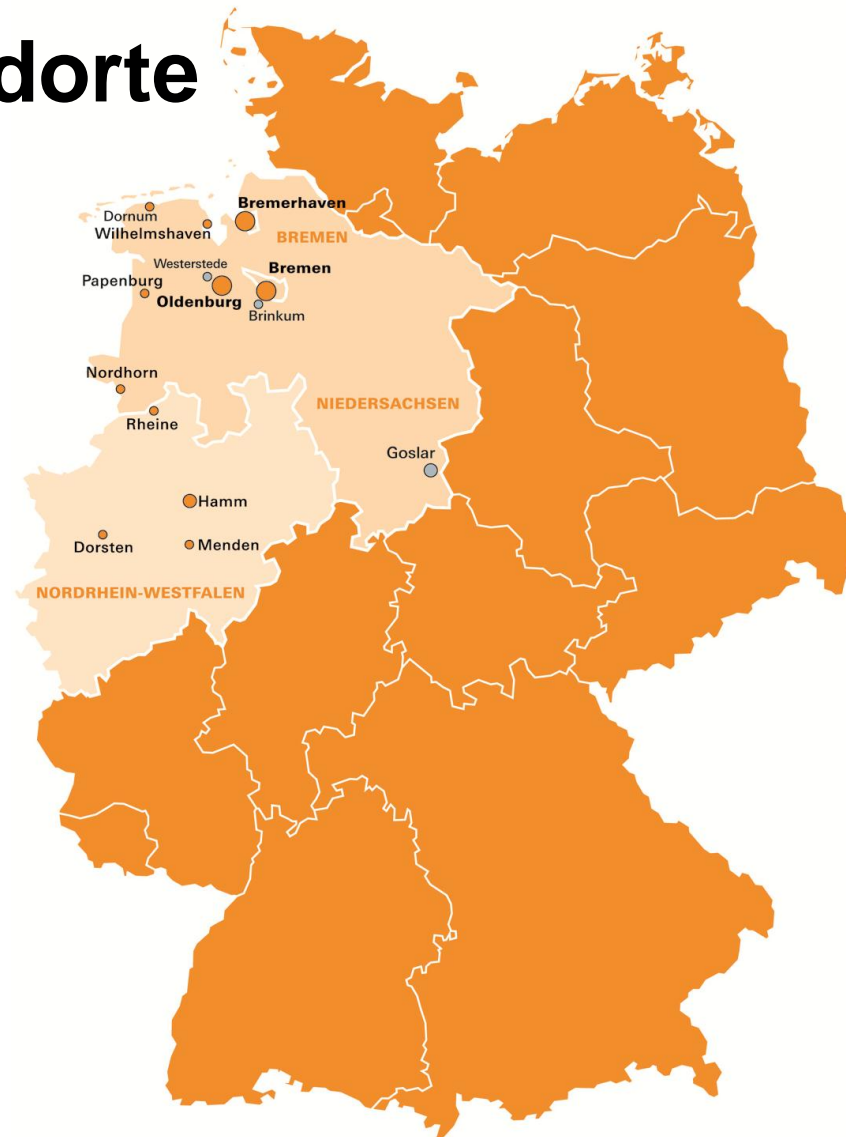 dorte
Bremerhaven
Dornum
Wilhelmshaven
BREMEN
Westerstede
Bremen
Papenburg
Oldenburg
Brinkum
Nordhorn
NIEDERSACHSEN
Rheine
Goslar
Hamm
Dorsten
Menden
NORDRHEIN-WESTFALEN